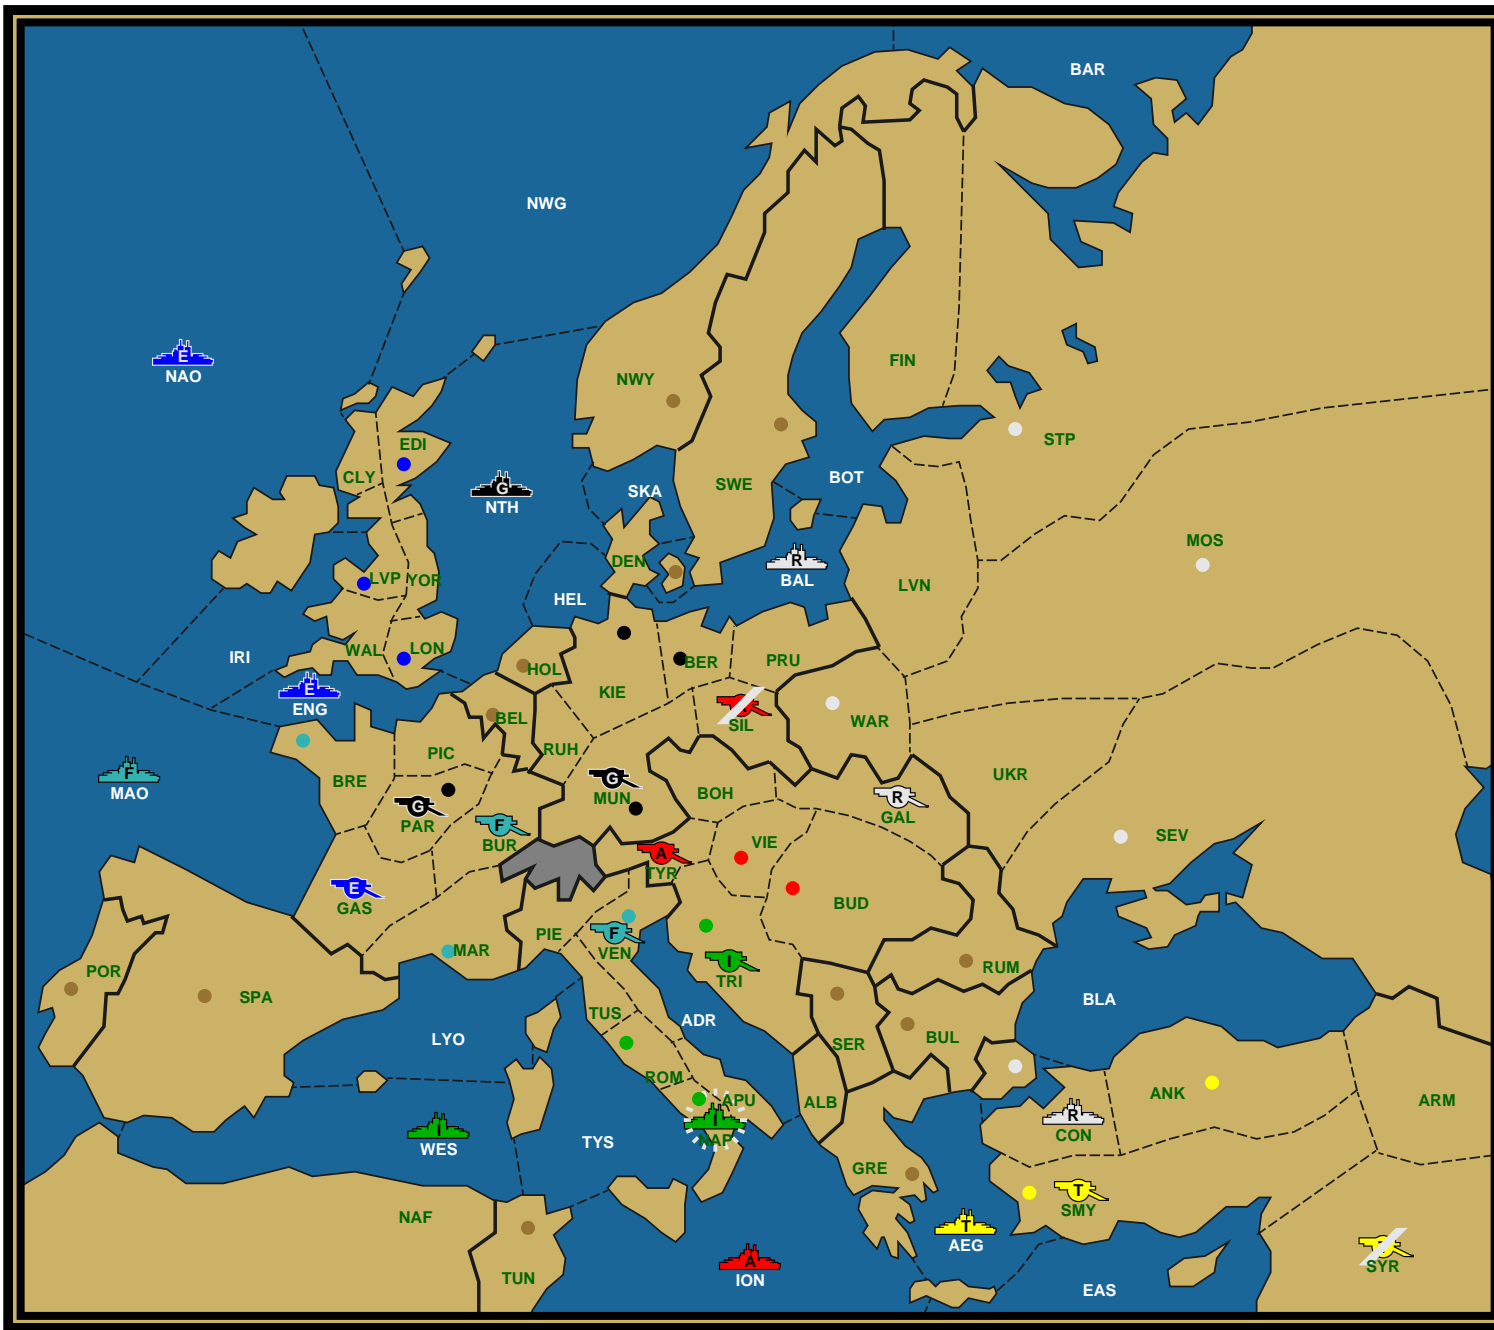 BAR
NWG
E
NAO
FIN
NWY
EDI
STP
CLY
G
NTH
SKA
SWE
BOT
MOS
DEN
R
BAL
LVP
YOR
LVN
HEL
IRI
WAL
LON
HOL
BER
PRU
KIE
E
ENG
BEL
SIL
WAR
PIC
RUH
UKR
F
MAO
BRE
G
MUN
BOH
G
PAR
R
GAL
F
BUR
VIE
SEV
A
TYR
E
GAS
BUD
PIE
F
VEN
MAR
I
TRI
RUM
POR
SPA
BLA
TUS
ADR
LYO
SER
BUL
ROM
ANK
APU
ALB
ARM
I
NAP
R
CON
I
WES
TYS
GRE
T
SMY
NAF
T
AEG
A
ION
SYR
TUN
EAS